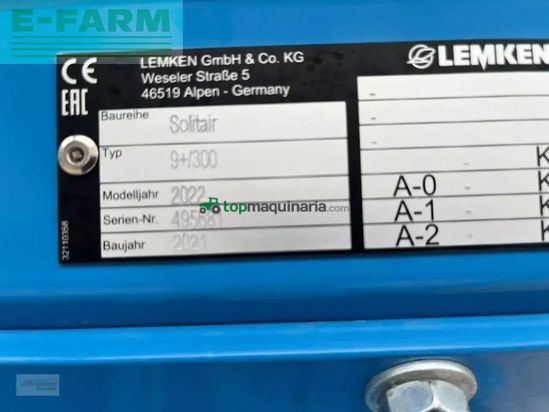 E-FARM
LEMKEN GmbH & Co. KG
Weseler Straße 5
46519 Alpen - Germany
LEMKEN
CE
EAC
Baureihe Solitair
Typ 9+/300
Modelljahr 2022
Serien-Nr.
Baujahr 2021
topmaquinaria.com
- K
A-0 - K
A-1 - K
A-2 - K
32110358